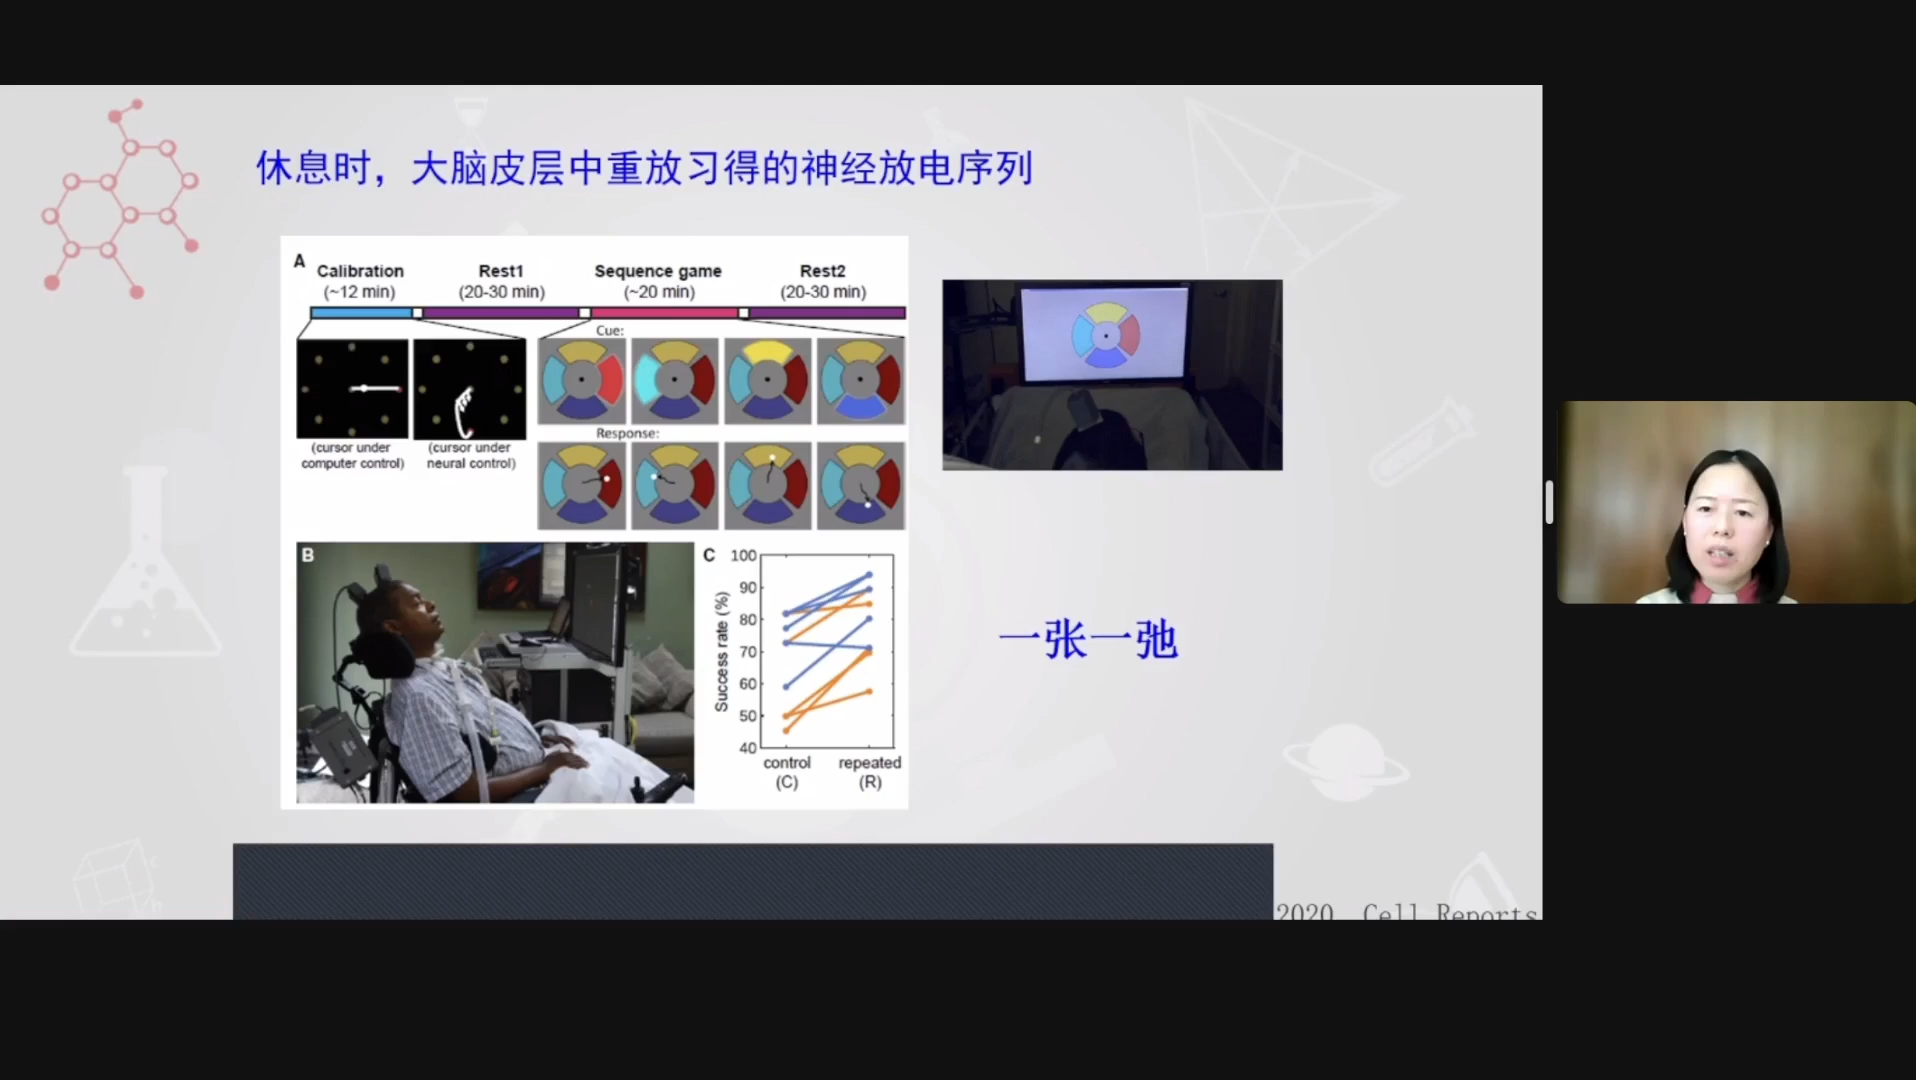 休息时，大脑皮层中重放习得的神经放电序列
A
Calibration
(~12 min)
Rest1
(20-30 min)
Sequence game
(~20 min)
Rest2
(20-30 min)
Cue:
(cursor under
computer control)
(cursor under
neural control)
Response:
B
C
Success rate (%)
100
90
80
70
60
50
40
control
(C)
repeated
(R)
一张一弛
2020 Cell Reports